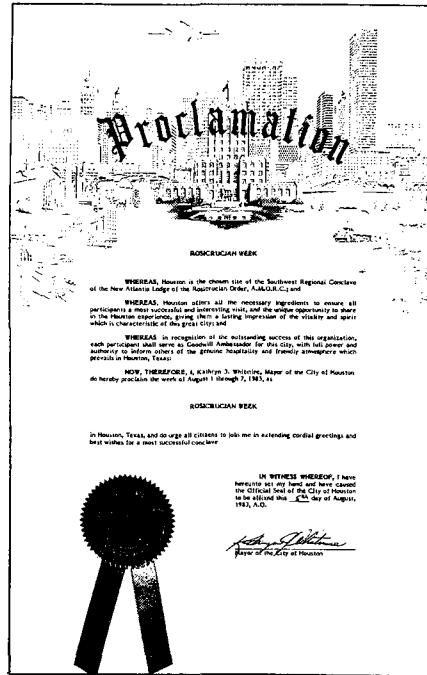 Proclamation
ROSICRUCIAN WEEK
WHEREAS, Houston is the chosen site of the Southwest Regional Conclave
of the New Atlantis Lodge of the Rosicrucian Order, A.M.O.R.C.; and
WHEREAS, Houston offers all the necessary ingredients to ensure all
participants a most successful and interesting visit, and the unique opportunity to share
in the Houston experience, giving them a lasting impression of the vitality and spirit
which is characteristic of this great City; and
WHEREAS in recognition of the outstanding success of this organization,
each participant shall serve as Goodwill Ambassador for this city, with full power and
authority to inform others of the genuine hospitality and friendly atmosphere which
prevails in Houston, Texas;
NOW, THEREFORE, I, Kathryn J. Whitmire, Mayor of the City of Houston
do hereby proclaim the week of August 1 through 7, 1983, as
ROSICRUCIAN WEEK
in Houston, Texas, and do urge all citizens to join me in extending cordial greetings and
best wishes for a most successful conclave
IN WITNESS WHEREOF, I have
hereunto set my hand and have caused
the Official Seal of the City of Houston
to be affixed this day of August,
1983, A.D.
Mayor of the City of Houston